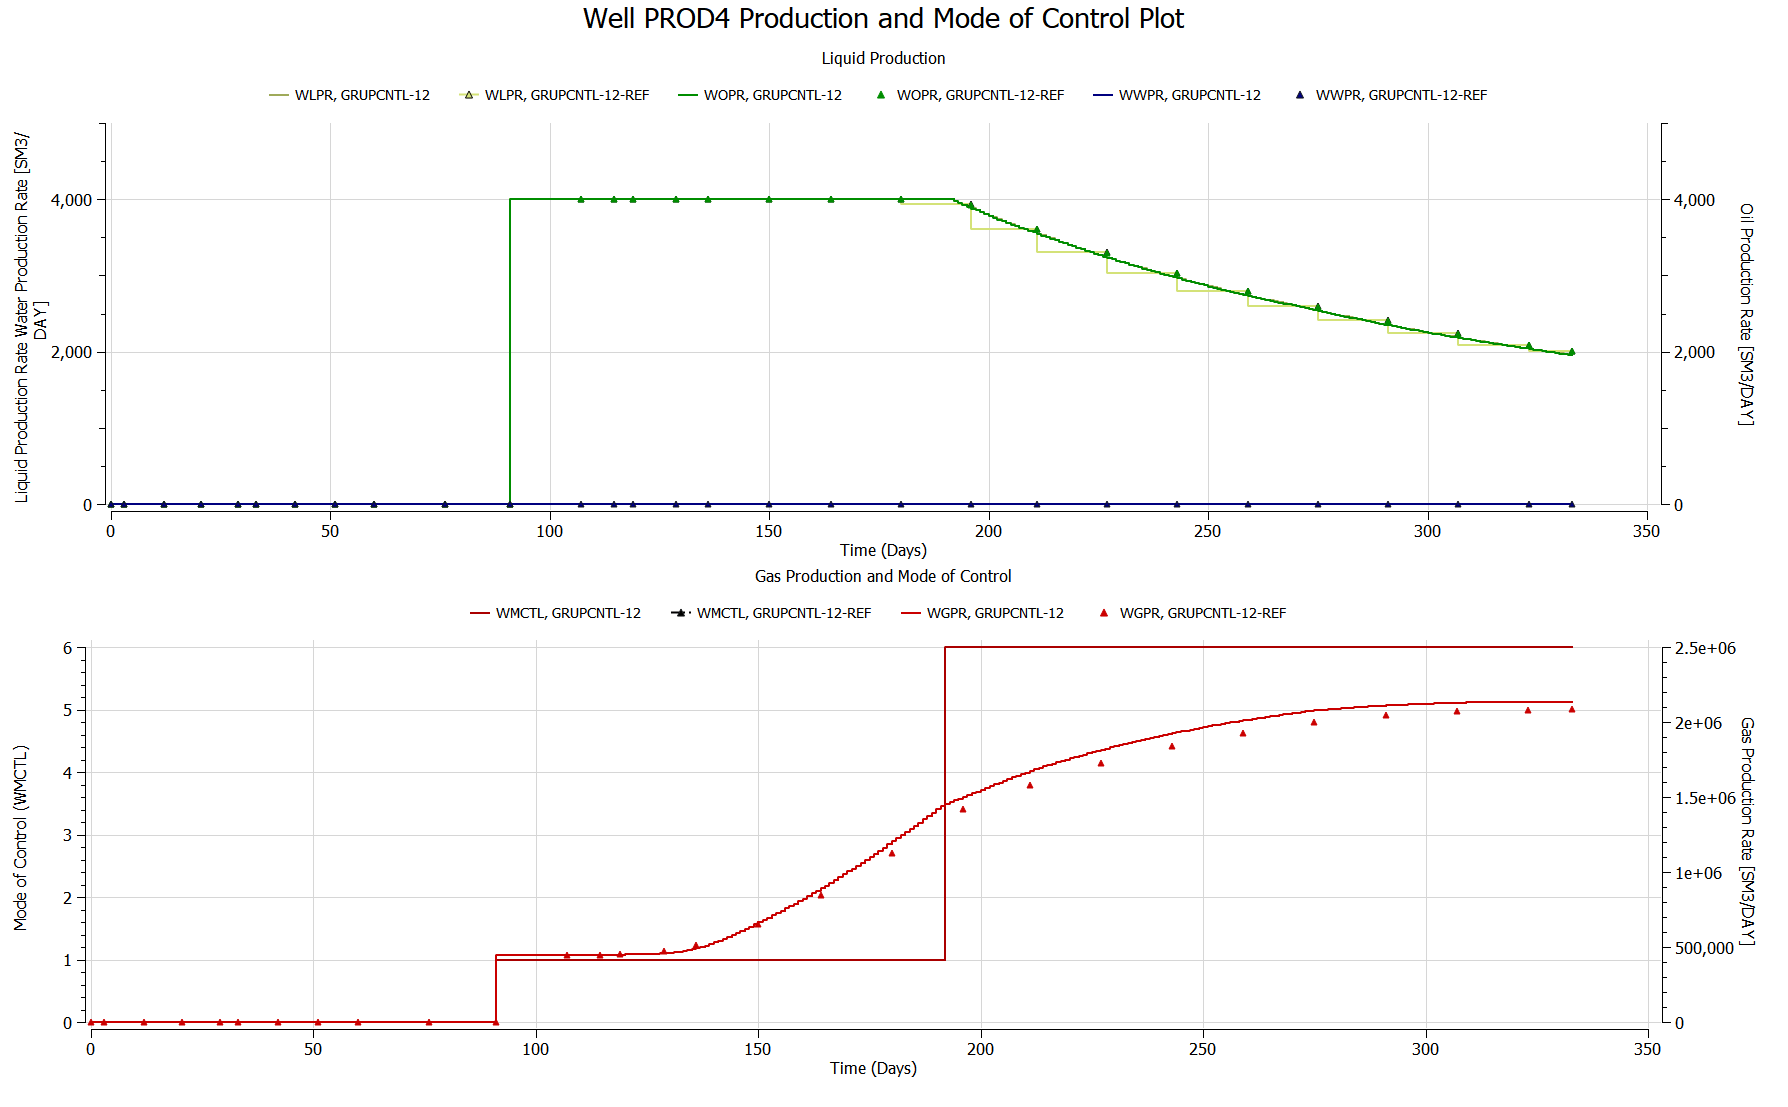 Well PROD4 Production and Mode of Control Plot
Liquid Production
WLPR, GRUPCNTL-12 WLPR, GRUPCNTL-12-REF WOPR, GRUPCNTL-12 WOPR, GRUPCNTL-12-REF WWPR, GRUPCNTL-12 WWPR, GRUPCNTL-12-REF
Liquid Production Rate Water Production Rate [SM3/
DAY]
4,000
2,000
0
4,000
2,000
0
Oil Production Rate [SM3/DAY]
0 50 100 150 200 250 300 350
Time (Days)
Gas Production and Mode of Control
WMCTL, GRUPCNTL-12 WMCTL, GRUPCNTL-12-REF WGPR, GRUPCNTL-12 WGPR, GRUPCNTL-12-REF
Mode of Control (WMCTL)
6
5
4
3
2
1
0
2.5e+06
2e+06
1.5e+06
1e+06
500,000
0
Gas Production Rate [SM3/DAY]
0 50 100 150 200 250 300 350
Time (Days)